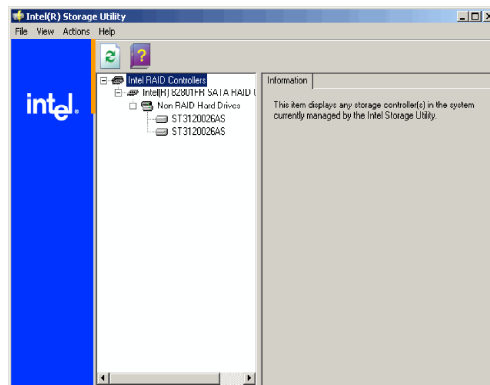 Intel(R) Storage Utility
File View Actions Help
intel.
Intel RAID Controllers
Intel(R) 82801FR SATA RAID
Non RAID Hard Drives
ST3120026AS
ST3120026AS
Information
This item displays any storage controller(s) in the system
currently managed by the Intel Storage Utility.